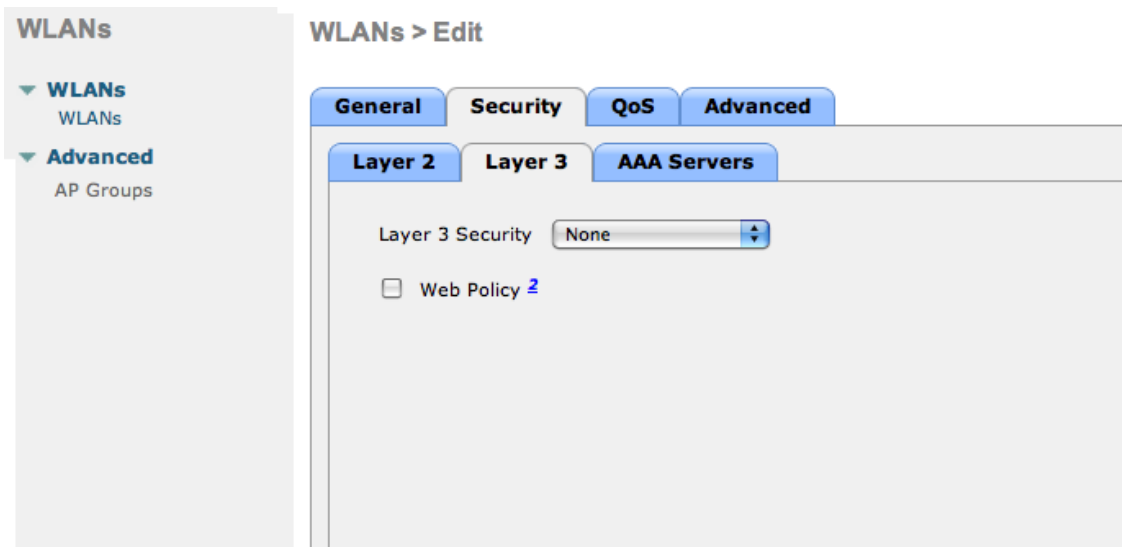 WLANs
WLANs
WLANs
Advanced
AP Groups
WLANs > Edit
General Security QoS Advanced
Layer 2 Layer 3 AAA Servers
Layer 3 Security None
Web Policy 2